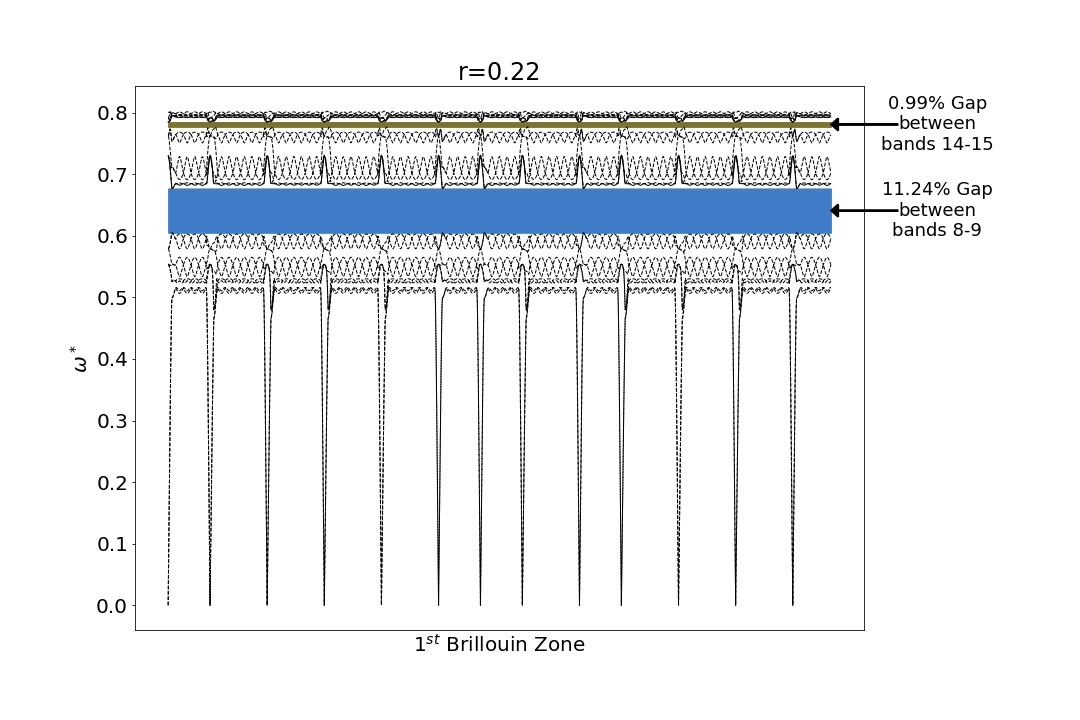 r=0.22
0.8
0.7
0.6
0.5
0.4
0.3
0.2
0.1
0.0
ω*
1st Brillouin Zone
0.99% Gap
between
bands 14-15
11.24% Gap
between
bands 8-9